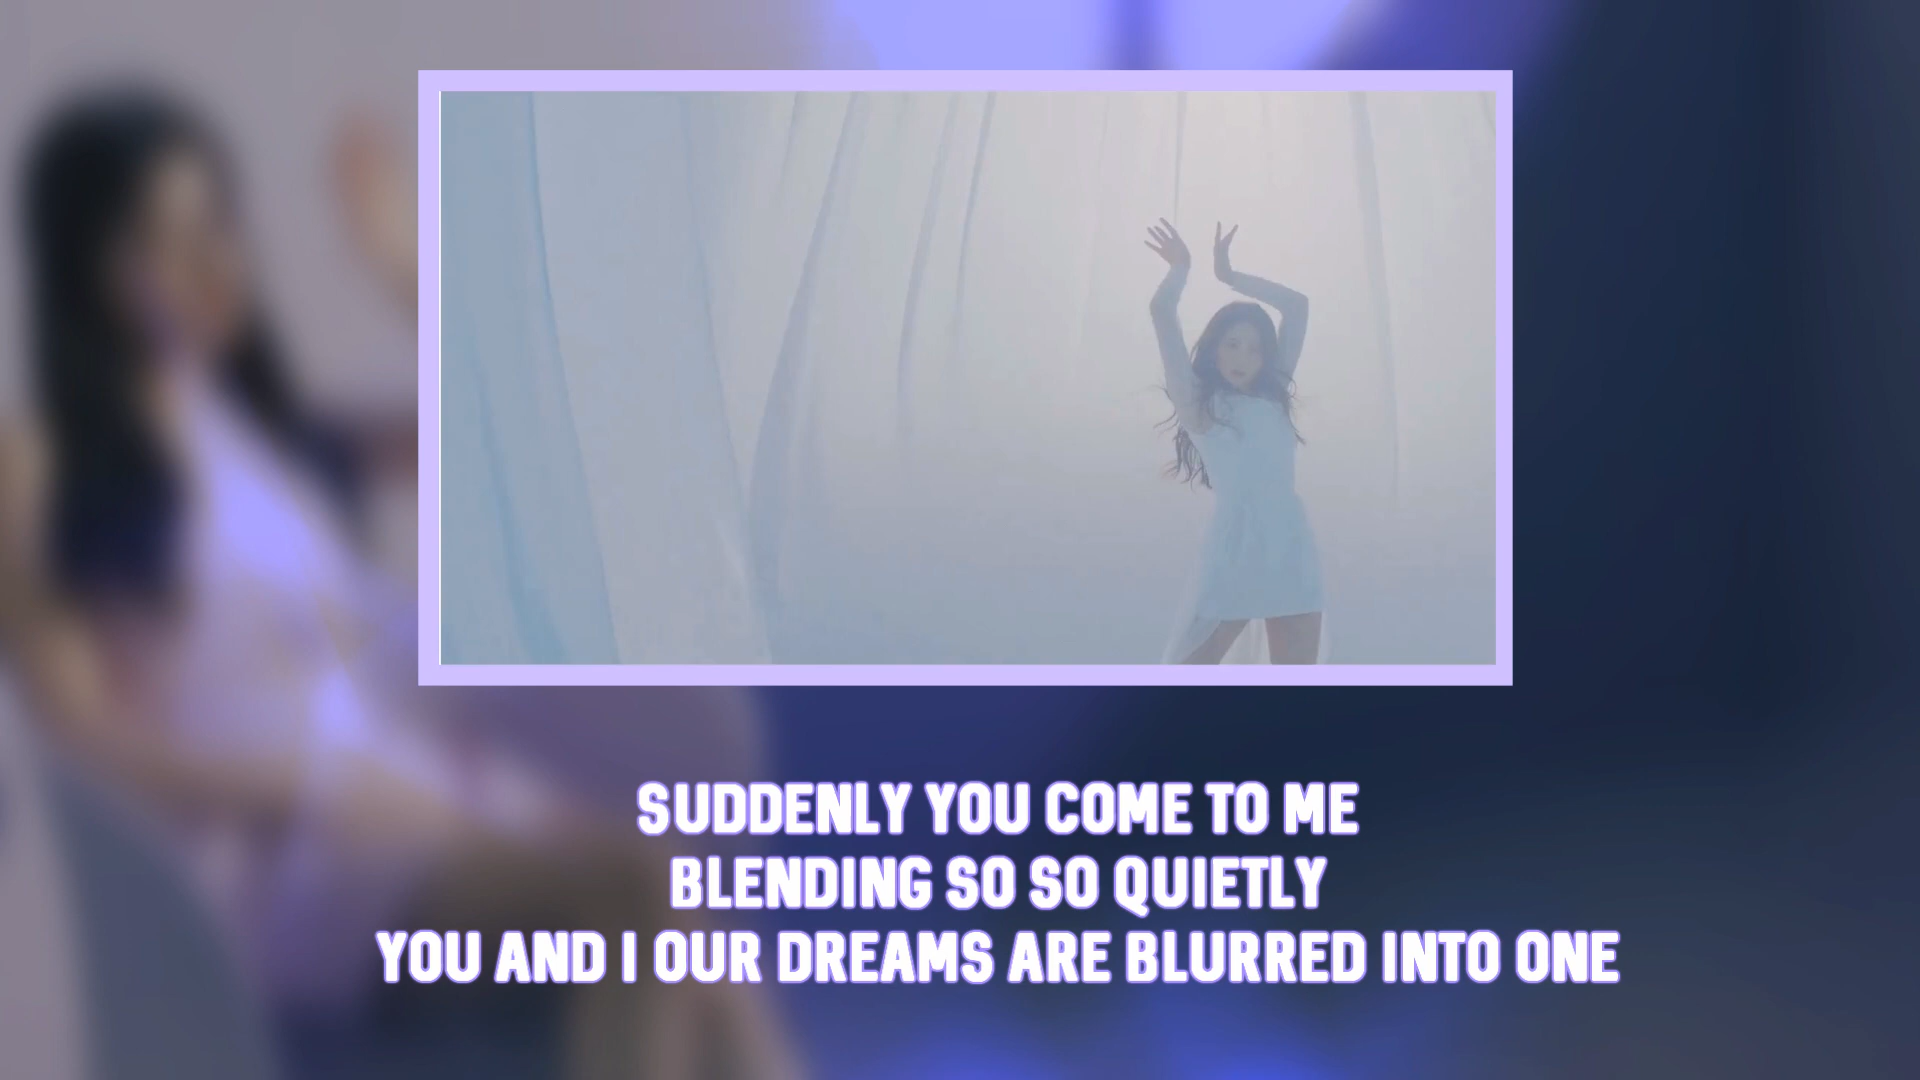 SUDDENLY YOU COME TO ME
BLENDING SO SO QUIETLY
YOU AND I OUR DREAMS ARE BLURRED INTO ONE